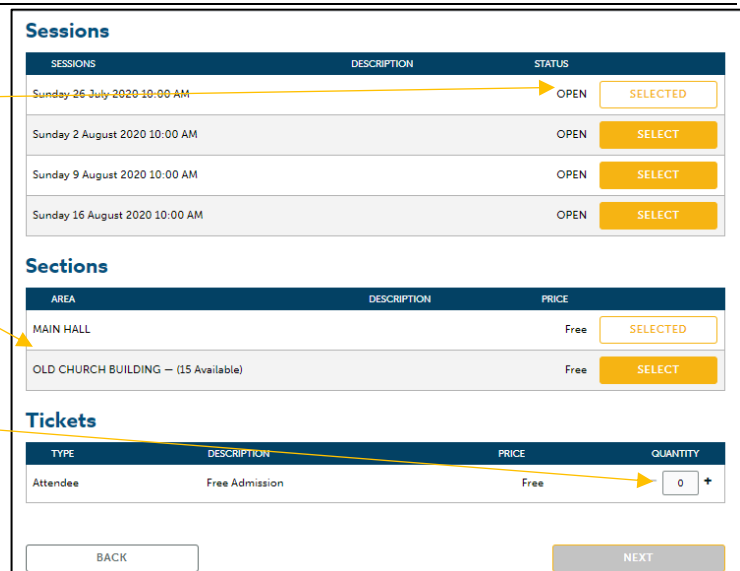 Sessions
SESSIONS DESCRIPTION STATUS
Sunday 26 July 2020 10:00 AM OPEN SELECTED
Sunday 2 August 2020 10:00 AM OPEN SELECT
Sunday 9 August 2020 10:00 AM OPEN SELECT
Sunday 16 August 2020 10:00 AM OPEN SELECT
Sections
AREA DESCRIPTION PRICE
MAIN HALL Free SELECTED
OLD CHURCH BUILDING — (15 Available) Free SELECT
Tickets
TYPE DESCRIPTION PRICE QUANTITY
Attendee Free Admission Free 0 +
BACK NEXT